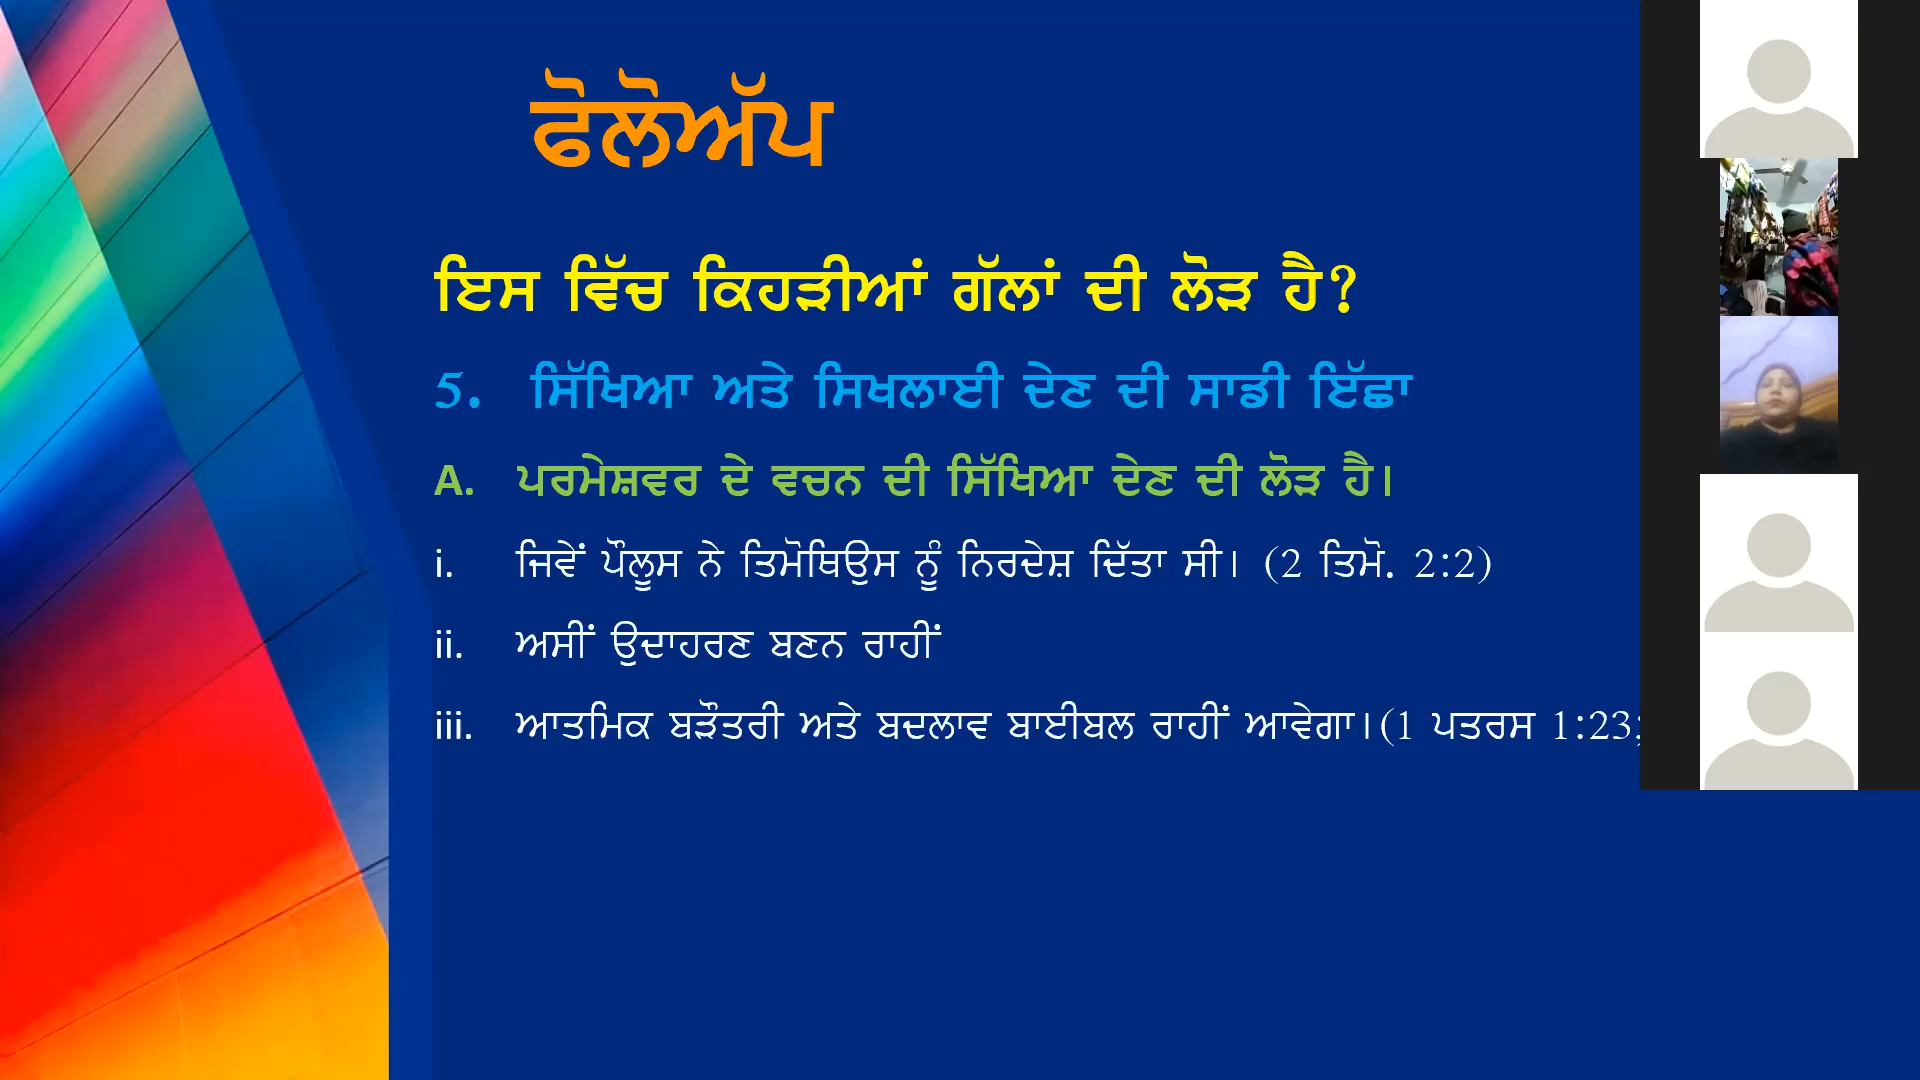 ਫੋਲੋਅੱਪ
ਇਸ ਵਿੱਚ ਕਿਹੜੀਆਂ ਗੱਲਾਂ ਦੀ ਲੋੜ ਹੈ?
5. ਸਿੱਖਿਆ ਅਤੇ ਸਿਖਲਾਈ ਦੇਣ ਦੀ ਸਾਡੀ ਇੱਛਾ
A. ਪਰਮੇਸ਼ਵਰ ਦੇ ਵਚਨ ਦੀ ਸਿੱਖਿਆ ਦੇਣ ਦੀ ਲੋੜ ਹੈ।
i. ਜਿਵੇਂ ਪੌਲੂਸ ਨੇ ਤਿਮੋਥਿਉਸ ਨੂੰ ਨਿਰਦੇਸ਼ ਦਿੱਤਾ ਸੀ। (2 ਤਿਮੋ. 2:2)
ii. ਅਸੀਂ ਉਦਾਹਰਣ ਬਣਨ ਰਾਹੀਂ
iii. ਆਤਮਿਕ ਬੜੌਤਰੀ ਅਤੇ ਬਦਲਾਵ ਬਾਈਬਲ ਰਾਹੀਂ ਆਵੇਗਾ।(1 ਪਤਰਸ 1:23;